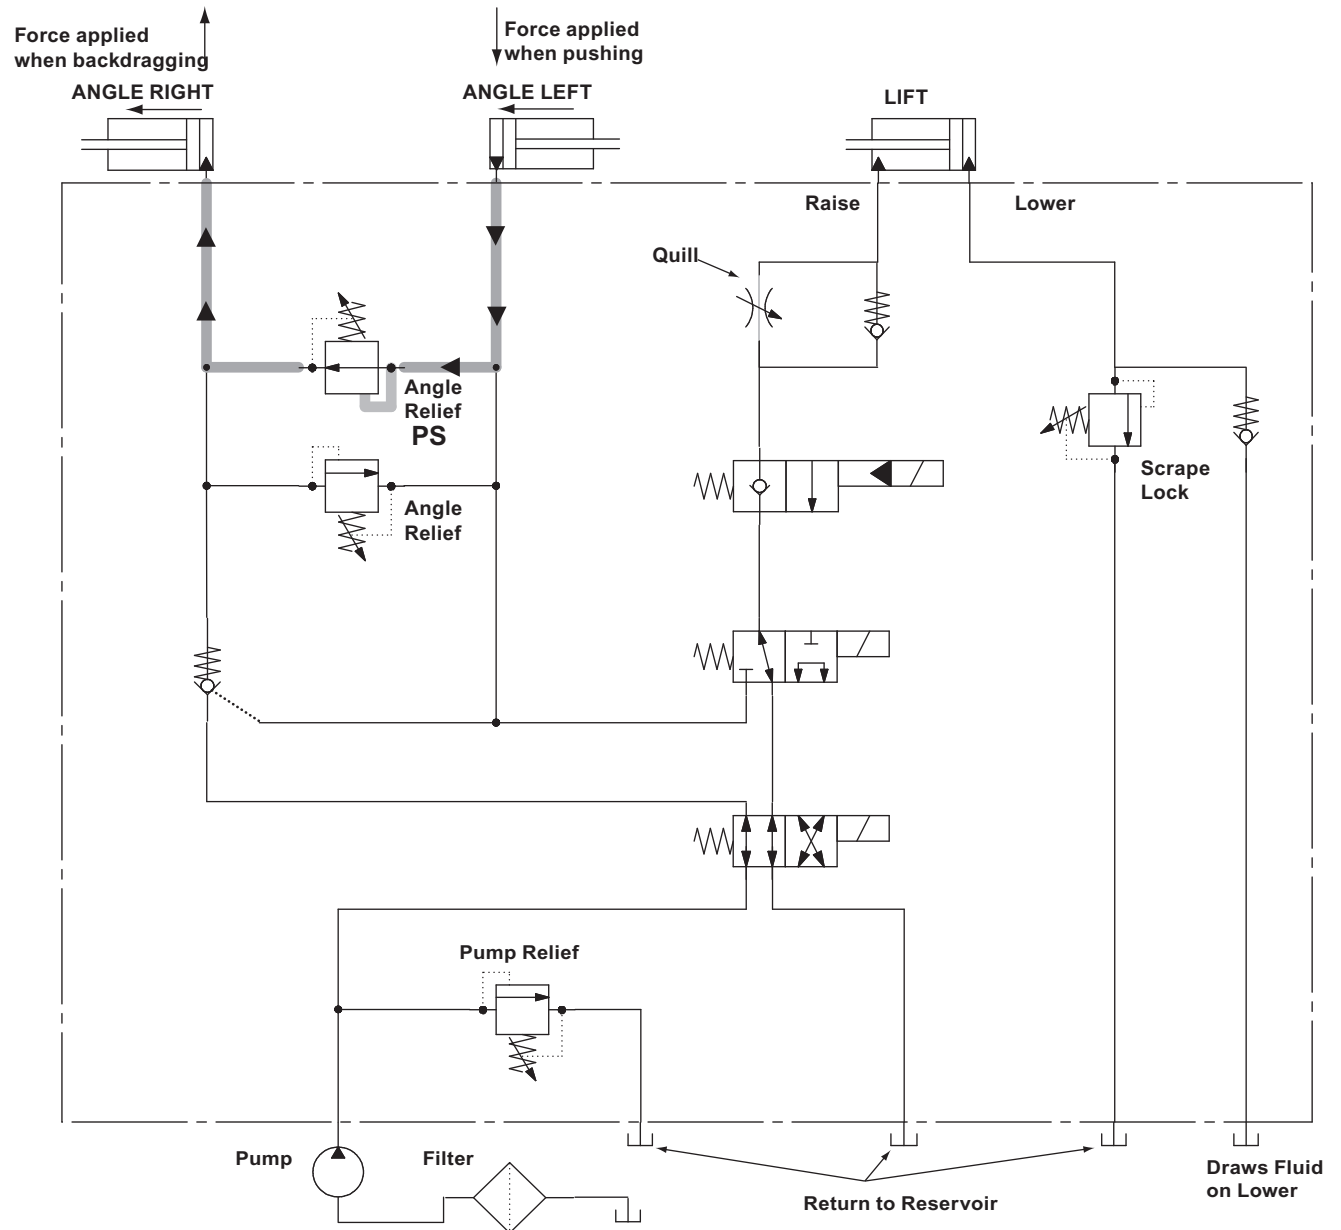 Force applied
when backdragging
Force applied
when pushing
ANGLE RIGHT
ANGLE LEFT
LIFT
Raise
Lower
Quill
Angle
Relief
PS
Angle
Relief
Scrape
Lock
Pump Relief
Pump
Filter
Return to Reservoir
Draws Fluid
on Lower